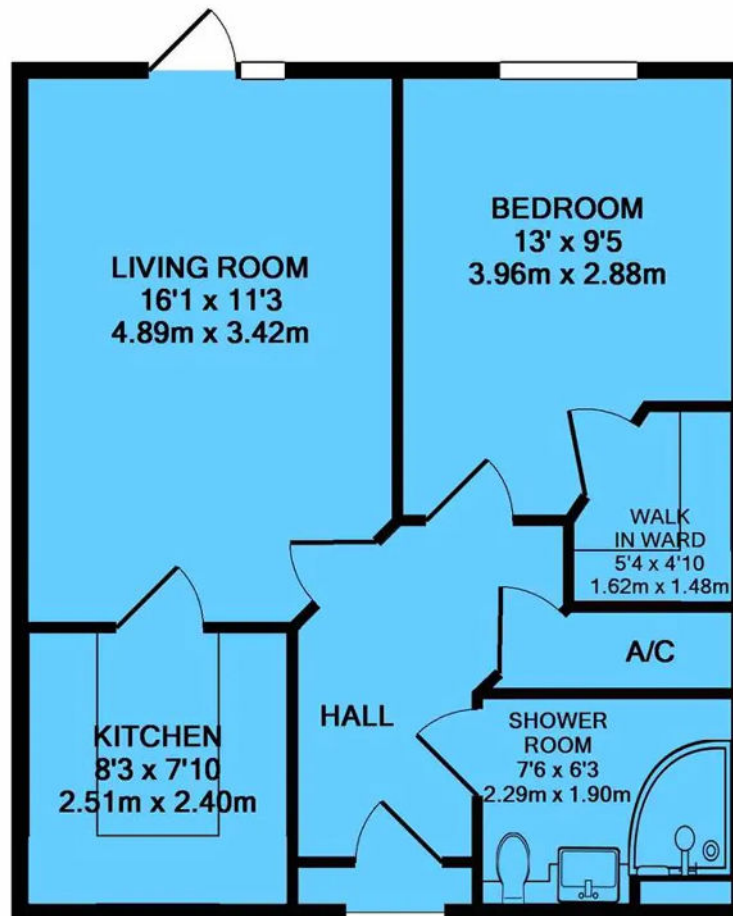 LIVING ROOM
16'1 x 11'3
4.89m x 3.42m
BEDROOM
13' x 9'5
3.96m x 2.88m
WALK
IN WARD
5'4 x 4'10
1.62m x 1.48m
A/C
HALL
KITCHEN
8'3 x 7'10
2.51m x 2.40m
SHOWER
ROOM
7'6 x 6'3
2.29m x 1.90m